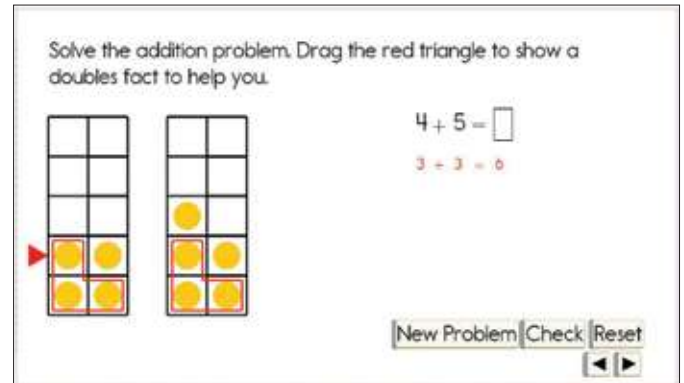 Solve the addition problem. Drag the red triangle to show a
doubles fact to help you.
4 + 5 =
3 + 3 = 6
New Problem Check Reset